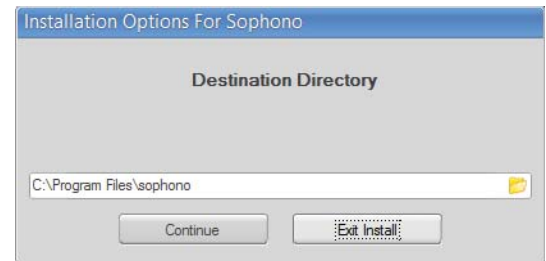 Installation Options For Sophono
Destination Directory
C:\Program Files\sophono
Continue Exit Install